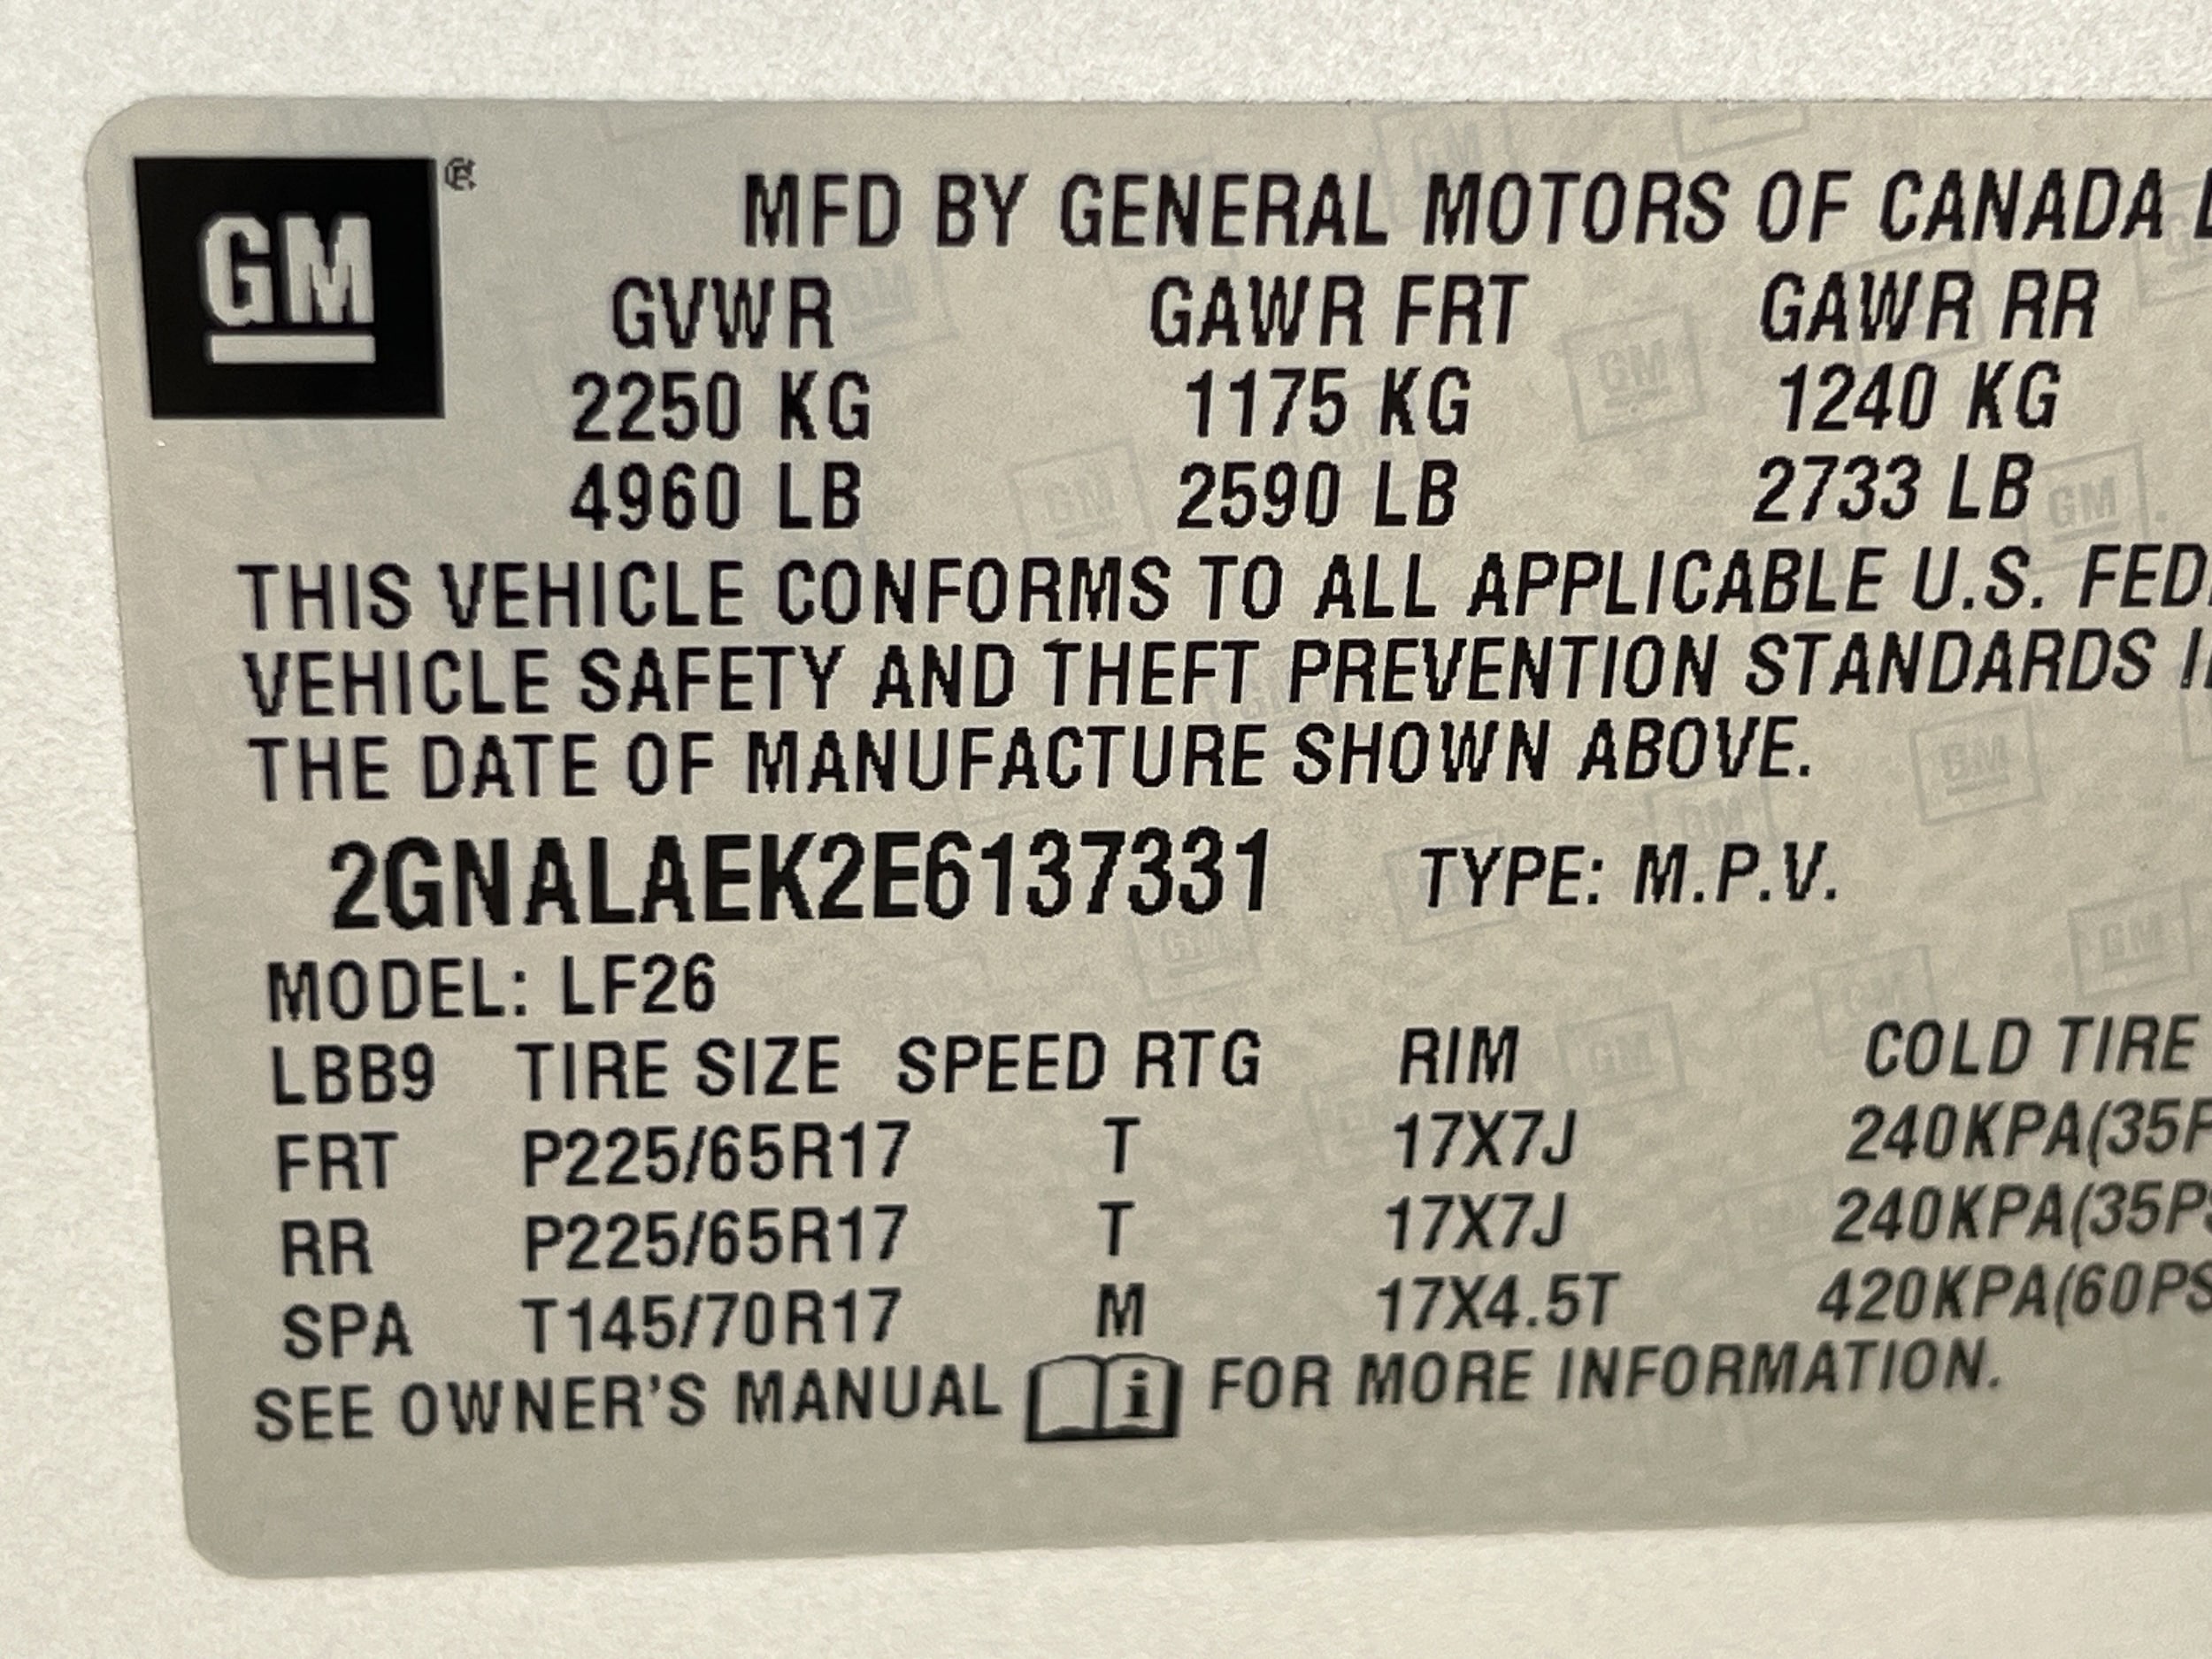 GM ®
MFD BY GENERAL MOTORS OF CANADA
GVWR GAWR FRT GAWR RR
2250 KG 1175 KG 1240 KG
4960 LB 2590 LB 2733 LB
THIS VEHICLE CONFORMS TO ALL APPLICABLE U.S.
VEHICLE SAFETY AND THEFT PREVENTION STANDARDS
THE DATE OF MANUFACTURE SHOWN ABOVE.
2GNALAEK2E6137331 TYPE: M.P.V.
MODEL: LF26
LBB9 TIRE SIZE SPEED RTG RIM COLD TIRE
FRT P225/65R17 T 17X7J 240KPA(35P
RR P225/65R17 T 17X7J 240KPA(35PS
SPA T145/70R17 M 17X4.5T 420KPA(60PS
SEE OWNER'S MANUAL i FOR MORE INFORMATION.